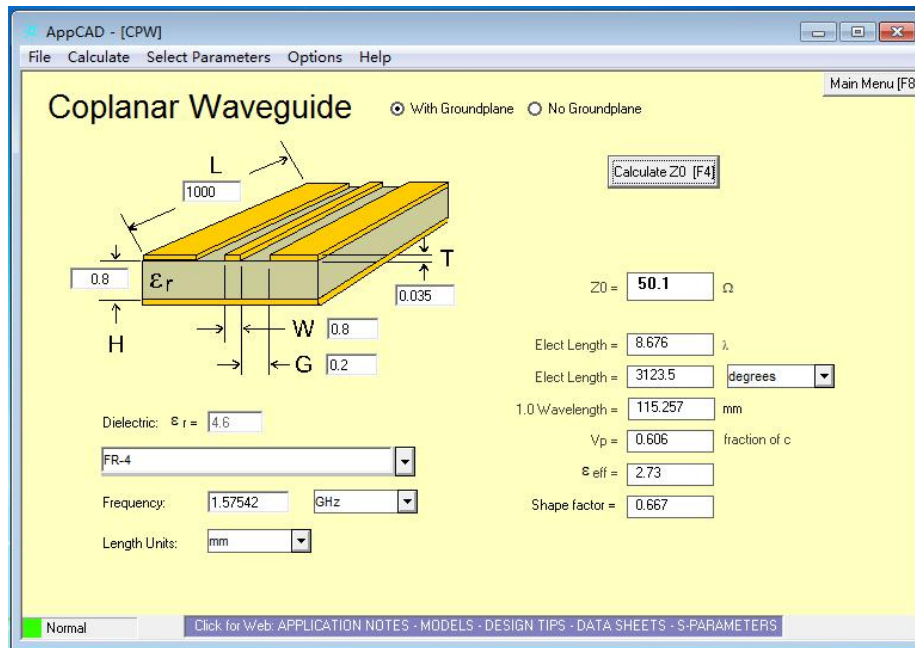 AppCAD - [CPW]
File Calculate Select Parameters Options Help
Main Menu [F8
Coplanar Waveguide
With Groundplane No Groundplane
L
1000
Calculate Z0 [F4]
0.8
εr
T
0.035
H
W 0.8
G 0.2
Z0 = 50.1 Ω
Elect Length = 8.676 λ
Elect Length = 3123.5 degrees
1.0 Wavelength = 115.257 mm
Vp = 0.606 fraction of c
ε eff = 2.73
Shape factor = 0.667
Dielectric: ε r = 4.6
FR-4
Frequency: 1.57542 GHz
Length Units: mm
Normal
Click for Web: APPLICATION NOTES - MODELS - DESIGN TIPS - DATA SHEETS - S-PARAMETERS